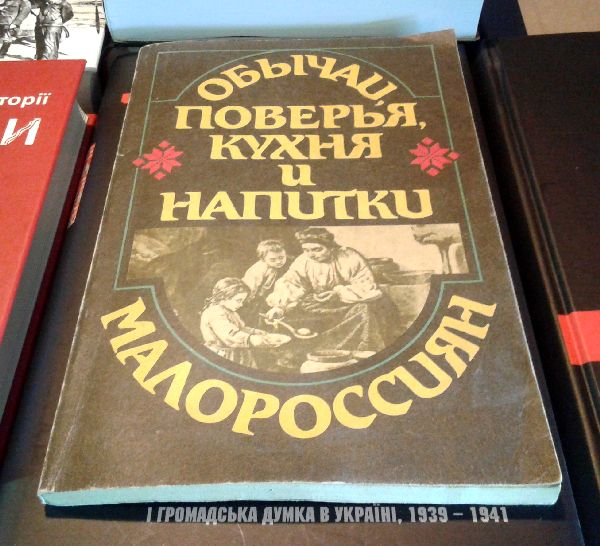 торії
И
ОБЫЧАИ,
ПОВЕРЬЯ,
КУХНЯ
И
НАПИТКИ
МАЛОРОССИЯН
І ГРОМАДСЬКА ДУМКА В УКРАЇНІ, 1939 – 1941